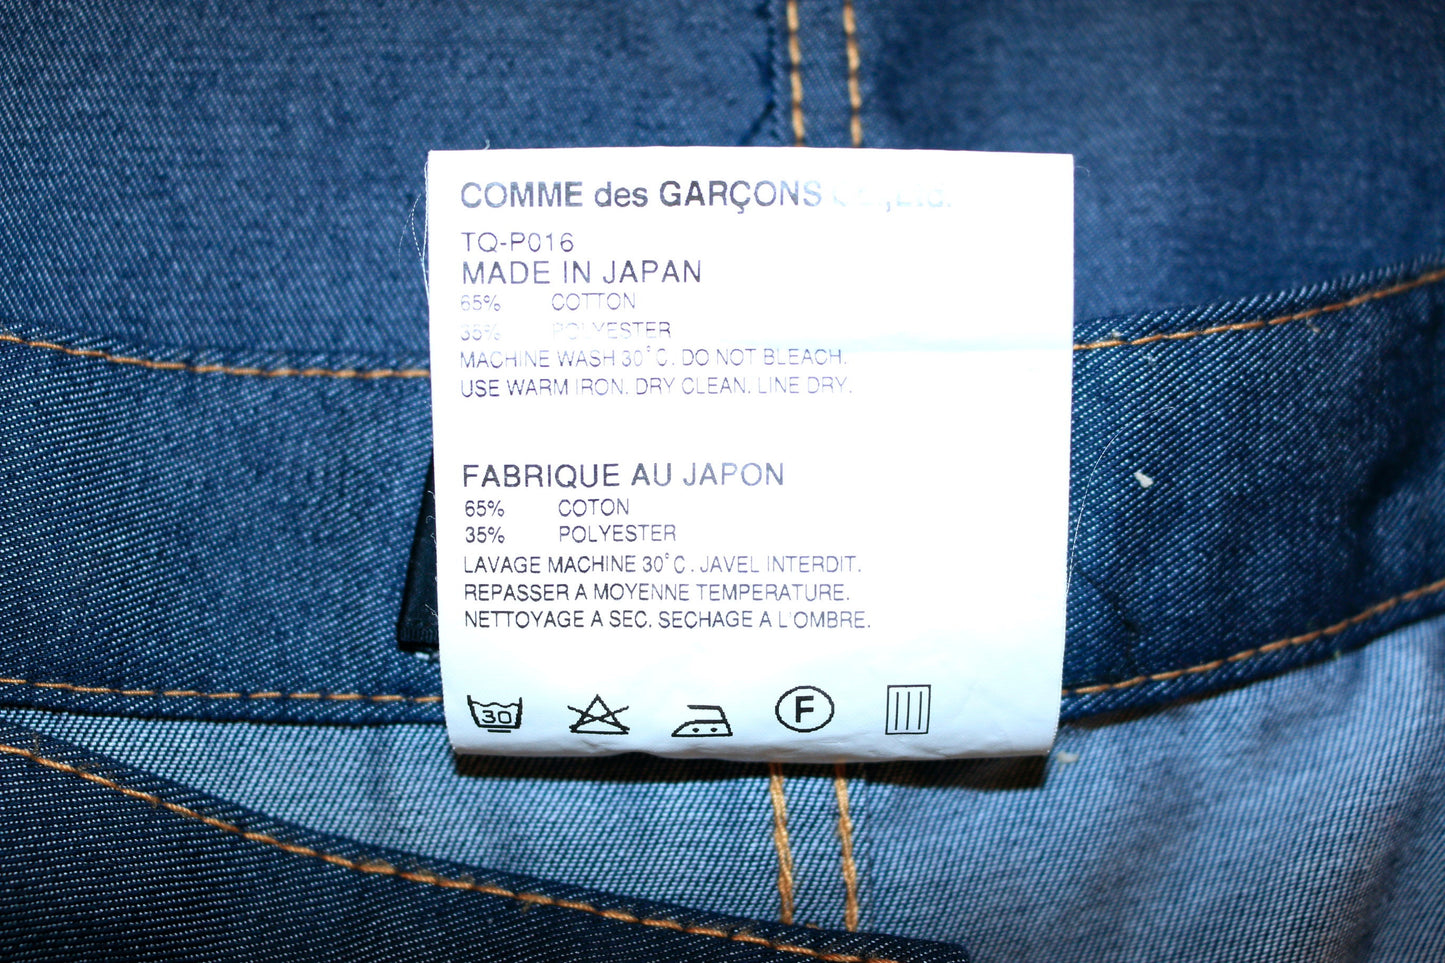 COMME des GARÇONS Co.,Ltd.
TQ-P016
MADE IN JAPAN
65% COTTON
35% POLYESTER
MACHINE WASH 30°C. DO NOT BLEACH.
USE WARM IRON. DRY CLEAN. LINE DRY.
FABRIQUE AU JAPON
65% COTON
35% POLYESTER
LAVAGE MACHINE 30°C. JAVEL INTERDIT.
REPASSER A MOYENNE TEMPERATURE.
NETTOYAGE A SEC. SECHAGE A L'OMBRE.
30 F